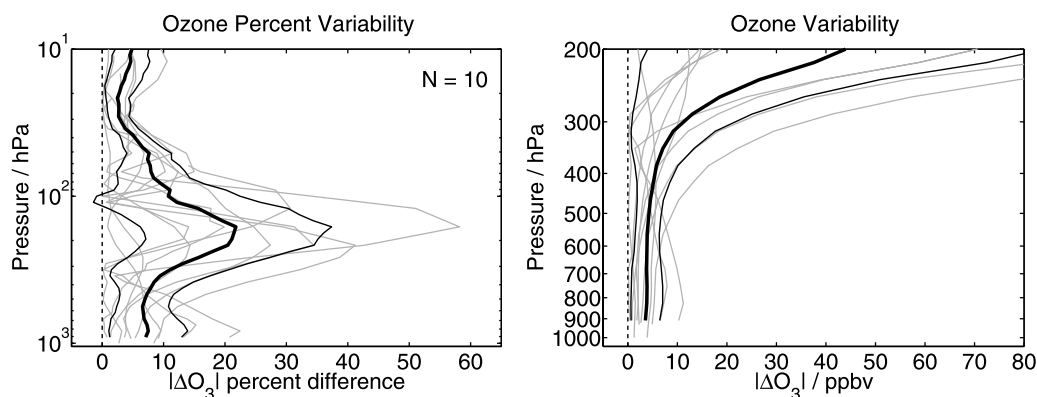 Ozone Percent Variability
10^1
N = 10
10^2
10^3
Pressure / hPa
0 10 20 30 40 50 60
|ΔO_3| percent difference
Ozone Variability
200
300
400
500
600
700
800
900
1000
Pressure / hPa
0 10 20 30 40 50 60 70 80
|ΔO_3| / ppbv